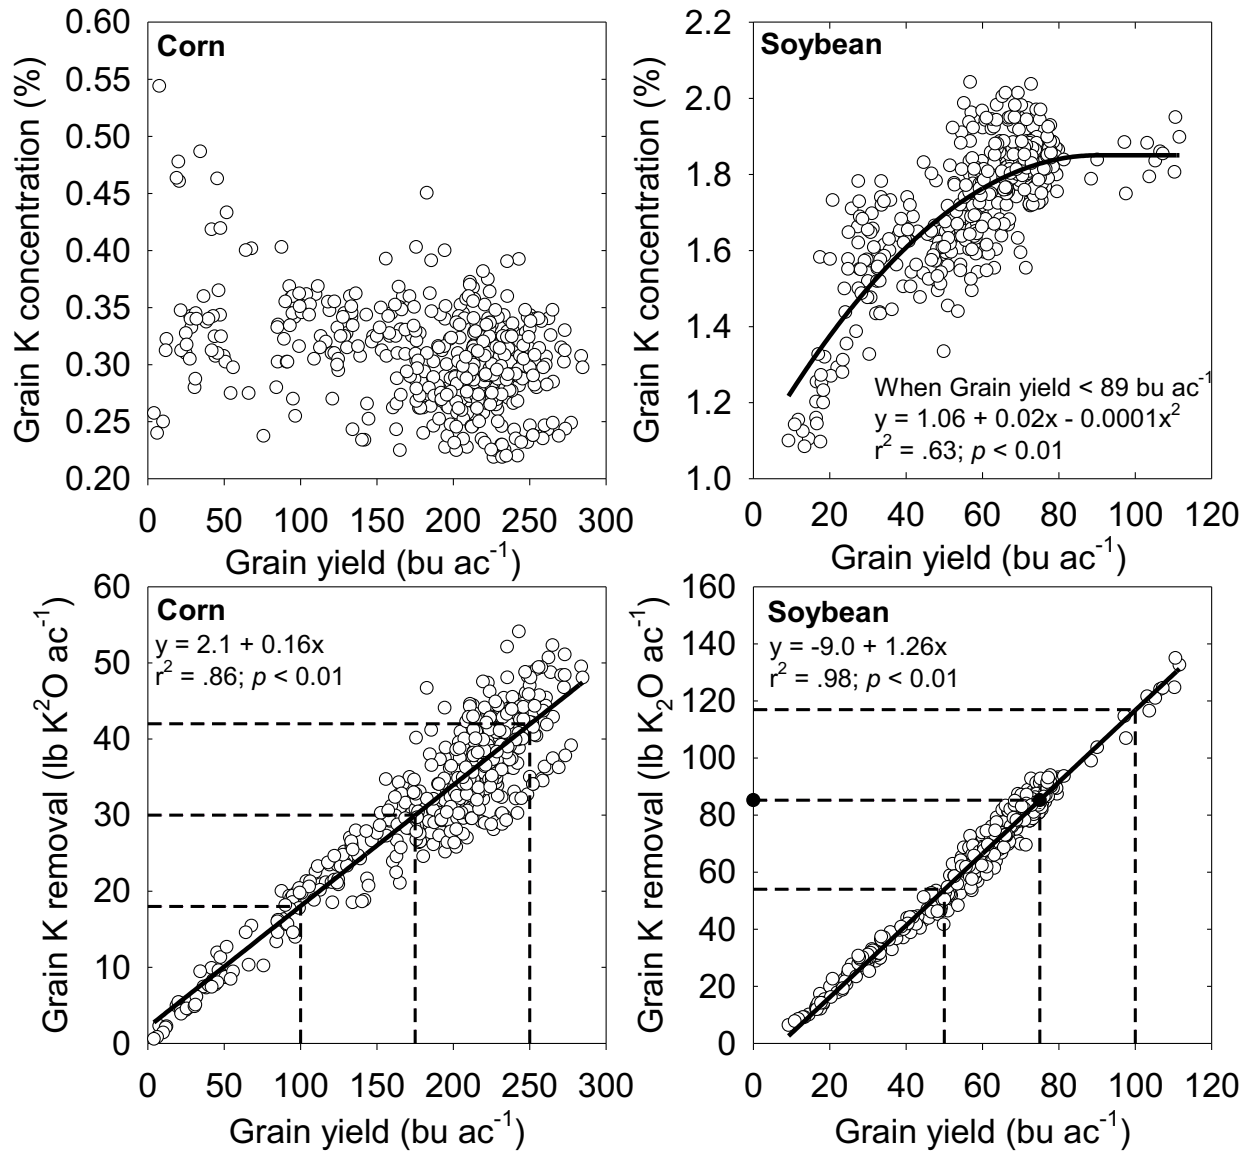 Corn
Grain K concentration (%)
0.60
0.55
0.50
0.45
0.40
0.35
0.30
0.25
0.20
0 50 100 150 200 250 300
Grain yield (bu ac⁻¹)
Soybean
Grain K concentration (%)
2.2
2.0
1.8
1.6
1.4
1.2
1.0
When Grain yield < 89 bu ac⁻¹
y = 1.06 + 0.02x - 0.0001x²
r² = .63; p < 0.01
0 20 40 60 80 100 120
Grain yield (bu ac⁻¹)
Corn
y = 2.1 + 0.16x
r² = .86; p < 0.01
Grain K removal (lb K²O ac⁻¹)
60
50
40
30
20
10
0
0 50 100 150 200 250 300
Grain yield (bu ac⁻¹)
Soybean
y = -9.0 + 1.26x
r² = .98; p < 0.01
Grain K removal (lb K₂O ac⁻¹)
160
140
120
100
80
60
40
20
0
0 20 40 60 80 100 120
Grain yield (bu ac⁻¹)